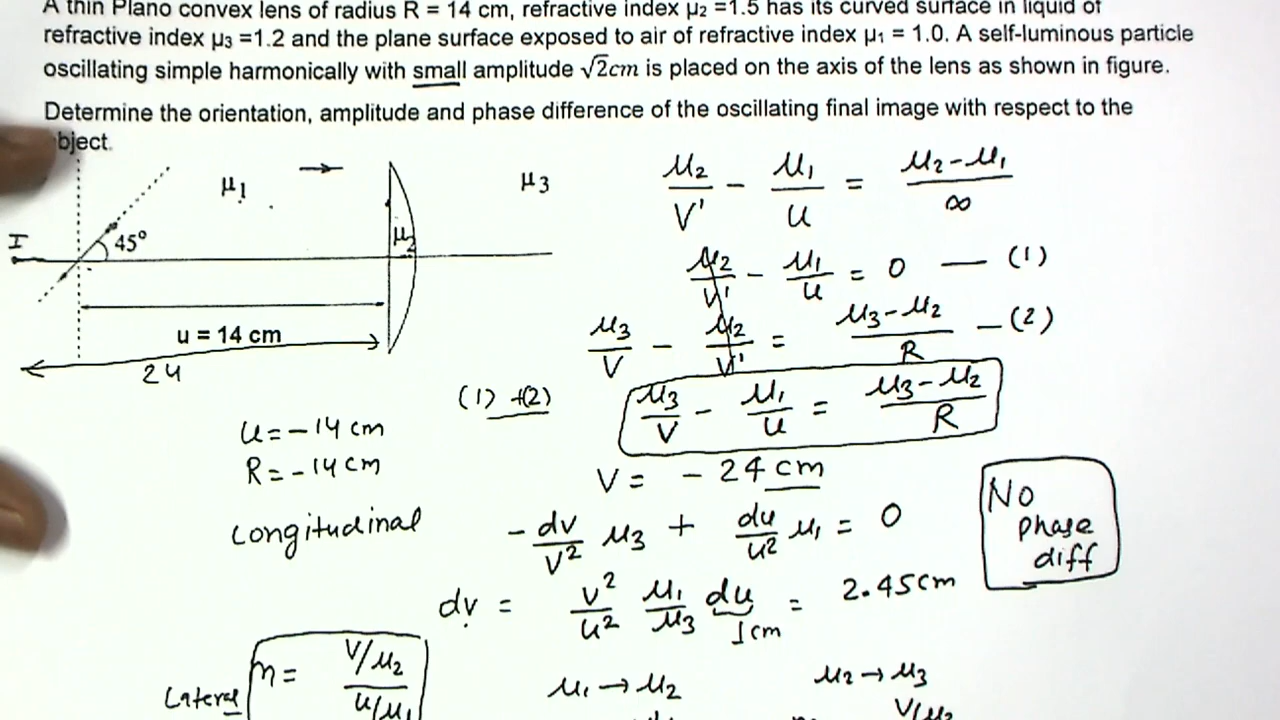 A thin Plano convex lens of radius R = 14 cm, refractive index μ₂ =1.5 has its curved surface in liquid of
refractive index μ₃ =1.2 and the plane surface exposed to air of refractive index μ₁ = 1.0. A self-luminous particle
oscillating simple harmonically with small amplitude √2cm is placed on the axis of the lens as shown in figure.
Determine the orientation, amplitude and phase difference of the oscillating final image with respect to the
bject.
μ₁
μ₃
I
45°
μ₂
u = 14 cm
24
μ₂/V' - μ₁/u = μ₂-μ₁/∞
μ₂/V' - μ₁/u = 0 — (1)
μ₃/V - μ₂/V' = μ₃-μ₂/R — (2)
(1) +(2)
μ₃/V - μ₁/u = μ₃-μ₂/R
u = -14 cm
R = -14 cm
V = - 24 cm
No
phase
diff
Longitudinal
-dv/v² μ₃ + du/u² μ₁ = 0
dv = v²/u² μ₁/μ₃ du = 2.45cm
1cm
Lateral
m = V/μ₂/u/μ₁
μ₁→μ₂
μ₂→μ₃
V/μ₂